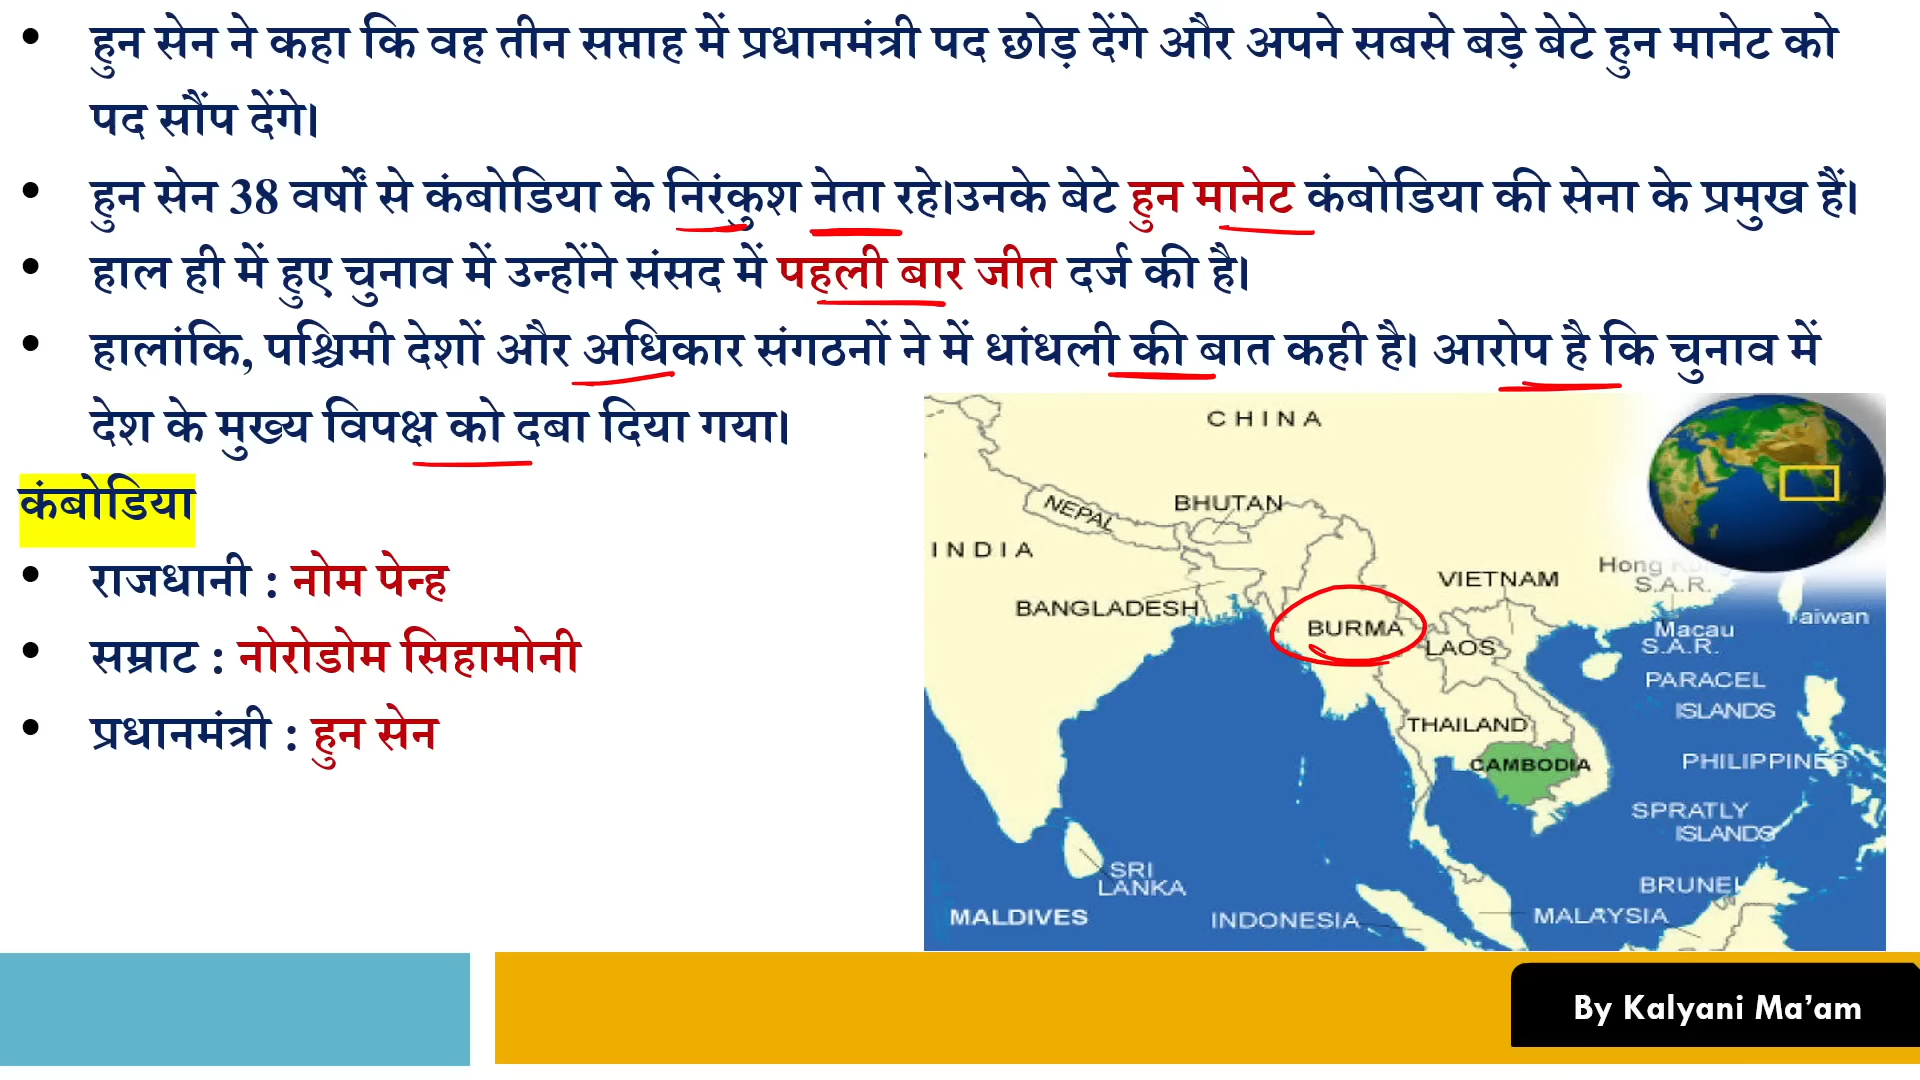 • हुन सेन ने कहा कि वह तीन सप्ताह में प्रधानमंत्री पद छोड़ देंगे और अपने सबसे बड़े बेटे हुन मानेट को
पद सौंप देंगे।
• हुन सेन 38 वर्षों से कंबोडिया के निरंकुश नेता रहे।उनके बेटे हुन मानेट कंबोडिया की सेना के प्रमुख हैं।
• हाल ही में हुए चुनाव में उन्होंने संसद में पहली बार जीत दर्ज की है।
• हालांकि, पश्चिमी देशों और अधिकार संगठनों ने में धांधली की बात कही है। आरोप है कि चुनाव में
देश के मुख्य विपक्ष को दबा दिया गया।
कंबोडिया
• राजधानी : नोम पेन्ह
• सम्राट : नोरोडोम सिहामोनी
• प्रधानमंत्री : हुन सेन
CHINA
NEPAL
BHUTAN
INDIA
BANGLADESH
BURMA
VIETNAM
LAOS
Hong Kong
S.A.R.
Macau
S.A.R.
Taiwan
PARACEL
ISLANDS
THAILAND
CAMBODIA
PHILIPPINES
SPRATLY
ISLANDS
SRI
LANKA
MALDIVES
INDONESIA
MALAYSIA
BRUNEI
By Kalyani Ma'am